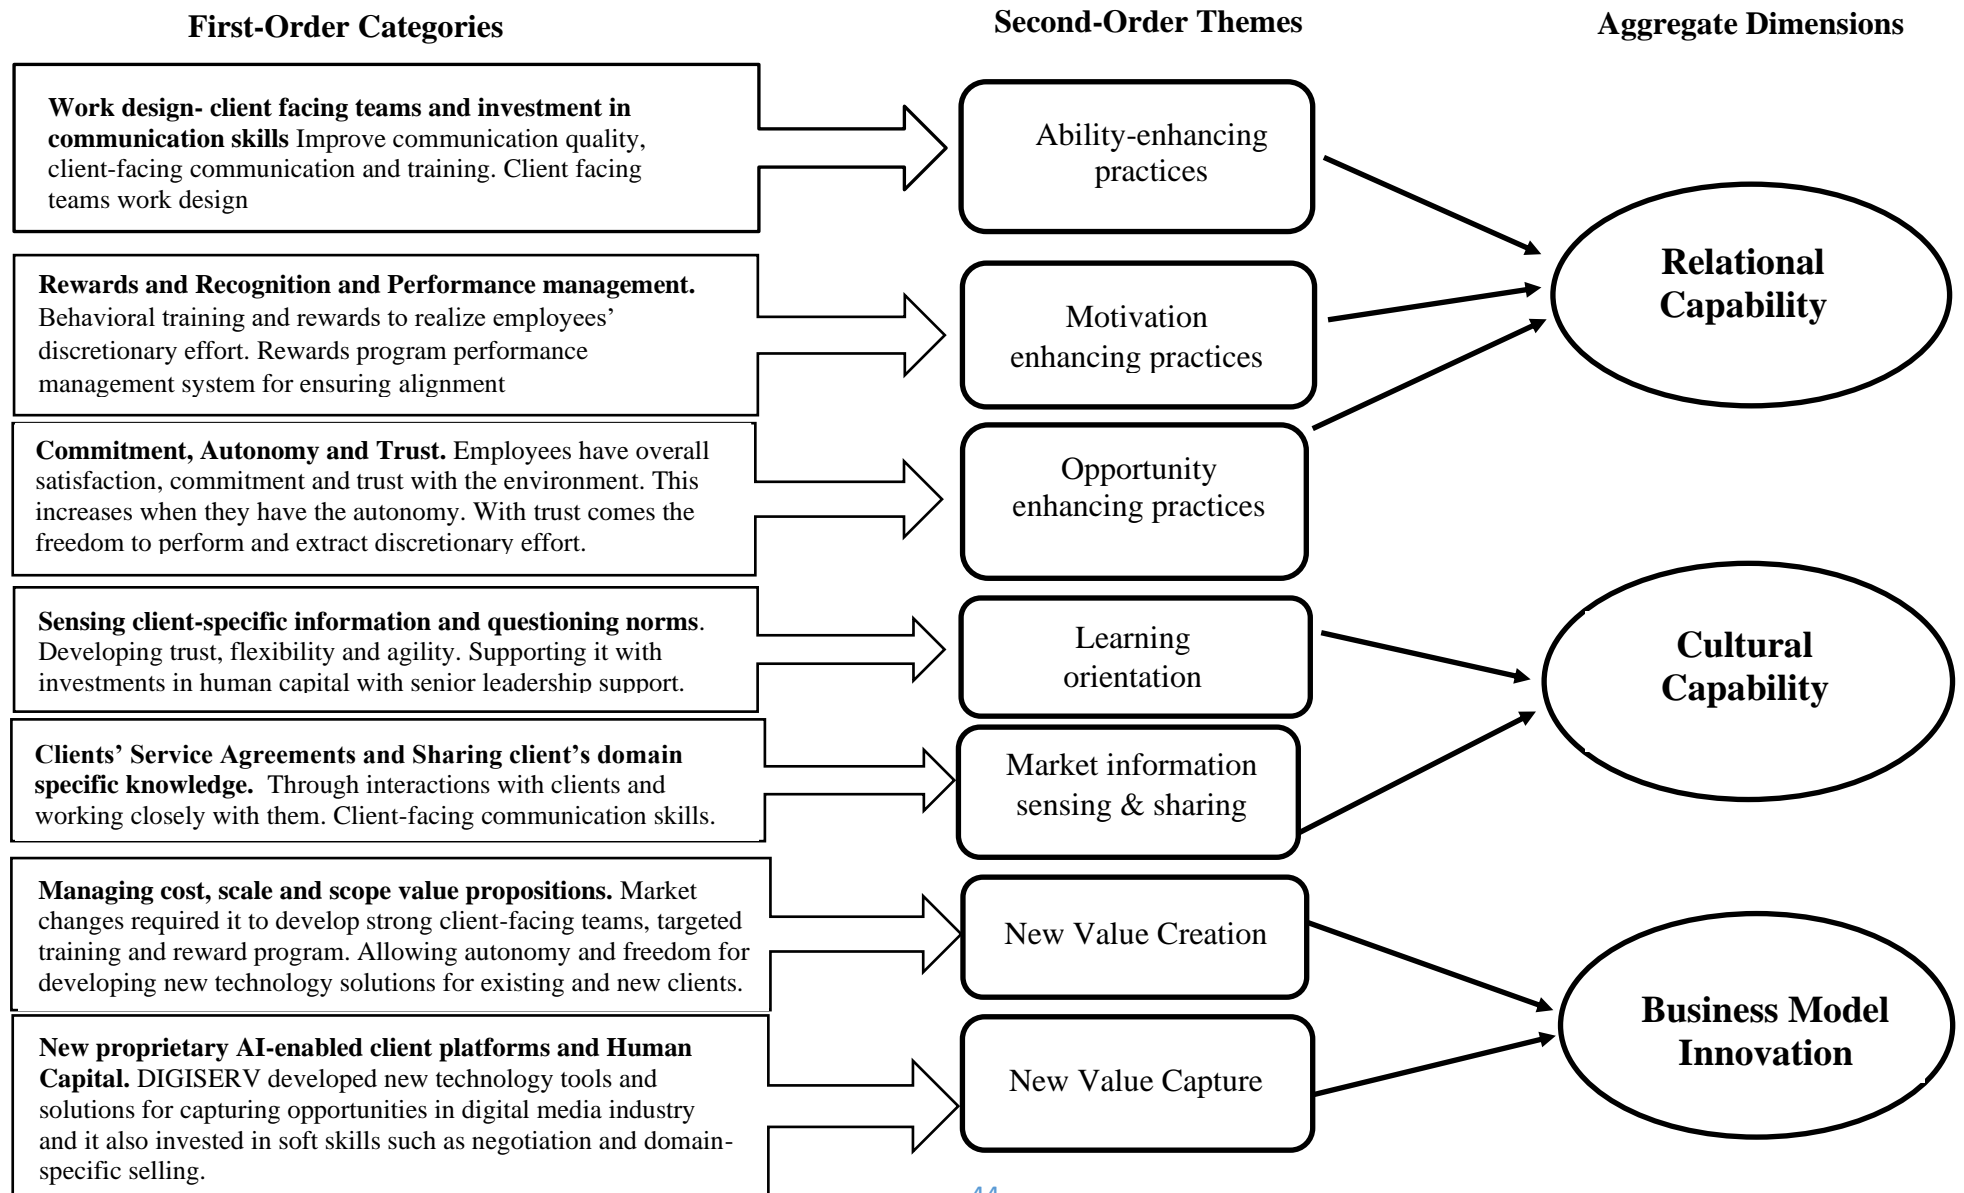 First-Order Categories
Second-Order Themes
Aggregate Dimensions
Work design- client facing teams and investment in
communication skills Improve communication quality,
client-facing communication and training. Client facing
teams work design
Ability-enhancing
practices
Relational
Capability
Rewards and Recognition and Performance management.
Behavioral training and rewards to realize employees’
discretionary effort. Rewards program performance
management system for ensuring alignment
Motivation
enhancing practices
Commitment, Autonomy and Trust. Employees have overall
satisfaction, commitment and trust with the environment. This
increases when they have the autonomy. With trust comes the
freedom to perform and extract discretionary effort.
Opportunity
enhancing practices
Sensing client-specific information and questioning norms.
Developing trust, flexibility and agility. Supporting it with
investments in human capital with senior leadership support.
Learning
orientation
Cultural
Capability
Clients’ Service Agreements and Sharing client’s domain
specific knowledge. Through interactions with clients and
working closely with them. Client-facing communication skills.
Market information
sensing & sharing
Managing cost, scale and scope value propositions. Market
changes required it to develop strong client-facing teams, targeted
training and reward program. Allowing autonomy and freedom for
developing new technology solutions for existing and new clients.
New Value Creation
Business Model
Innovation
New proprietary AI-enabled client platforms and Human
Capital. DIGISERV developed new technology tools and
solutions for capturing opportunities in digital media industry
and it also invested in soft skills such as negotiation and domain-
specific selling.
New Value Capture